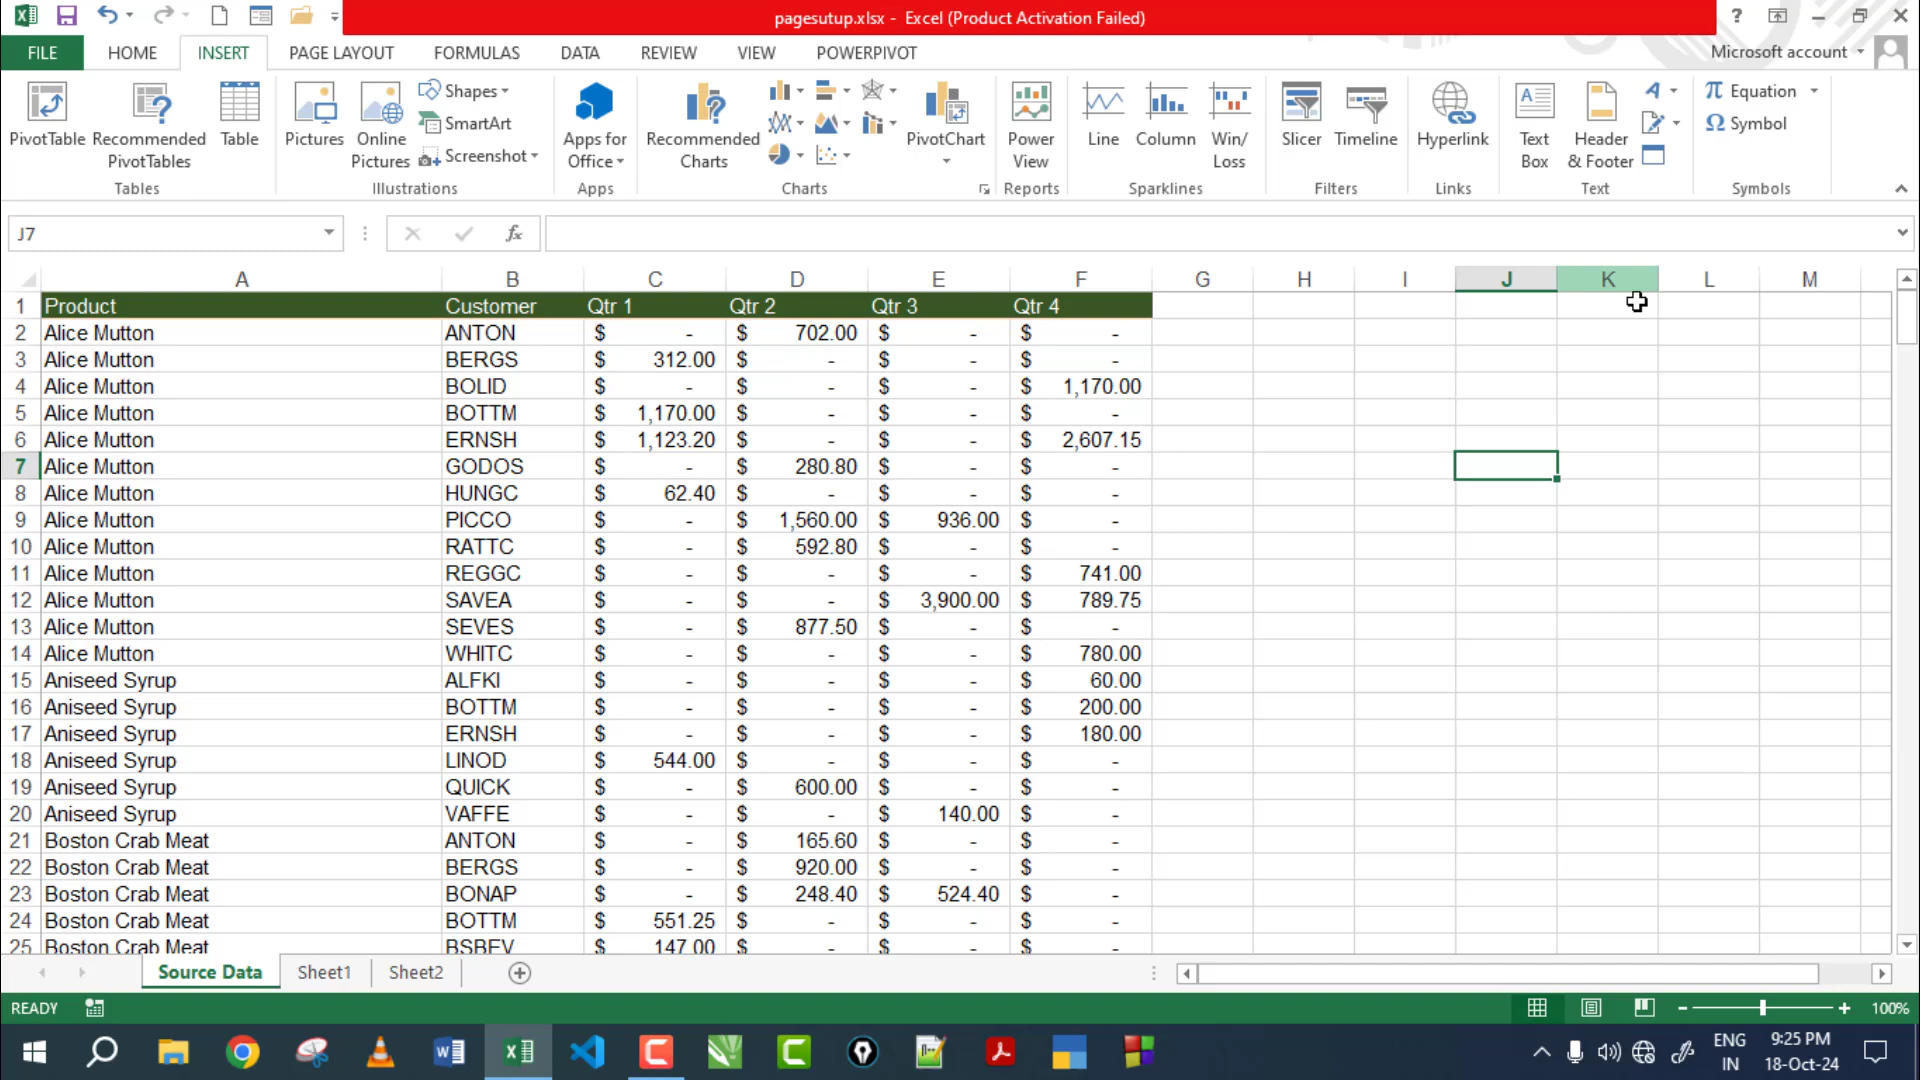 pagesutup.xlsx - Excel (Product Activation Failed)
?
FILE HOME INSERT PAGE LAYOUT FORMULAS DATA REVIEW VIEW POWERPIVOT Microsoft account
PivotTable Recommended PivotTables Table
Tables
Pictures Online Pictures Shapes SmartArt Screenshot
Illustrations
Apps for Office
Apps
Recommended Charts PivotChart
Charts
Power View
Reports
Line Column Win/Loss
Sparklines
Slicer Timeline
Filters
Hyperlink
Links
Text Box Header & Footer
Text
π Equation
Ω Symbol
Symbols
J7 fx
A B C D E F G H I J K L M
1 Product Customer Qtr 1 Qtr 2 Qtr 3 Qtr 4
2 Alice Mutton ANTON $ - $ 702.00 $ - $ -
3 Alice Mutton BERGS $ 312.00 $ - $ - $ -
4 Alice Mutton BOLID $ - $ - $ - $ 1,170.00
5 Alice Mutton BOTTM $ 1,170.00 $ - $ - $ -
6 Alice Mutton ERNSH $ 1,123.20 $ - $ - $ 2,607.15
7 Alice Mutton GODOS $ - $ 280.80 $ - $ -
8 Alice Mutton HUNGC $ 62.40 $ - $ - $ -
9 Alice Mutton PICCO $ - $ 1,560.00 $ 936.00 $ -
10 Alice Mutton RATTC $ - $ 592.80 $ - $ -
11 Alice Mutton REGGC $ - $ - $ - $ 741.00
12 Alice Mutton SAVEA $ - $ - $ 3,900.00 $ 789.75
13 Alice Mutton SEVES $ - $ 877.50 $ - $ -
14 Alice Mutton WHITC $ - $ - $ - $ 780.00
15 Aniseed Syrup ALFKI $ - $ - $ - $ 60.00
16 Aniseed Syrup BOTTM $ - $ - $ - $ 200.00
17 Aniseed Syrup ERNSH $ - $ - $ - $ 180.00
18 Aniseed Syrup LINOD $ 544.00 $ - $ - $ -
19 Aniseed Syrup QUICK $ - $ 600.00 $ - $ -
20 Aniseed Syrup VAFFE $ - $ - $ 140.00 $ -
21 Boston Crab Meat ANTON $ - $ 165.60 $ - $ -
22 Boston Crab Meat BERGS $ - $ 920.00 $ - $ -
23 Boston Crab Meat BONAP $ - $ 248.40 $ 524.40 $ -
24 Boston Crab Meat BOTTM $ 551.25 $ - $ - $ -
25 Boston Crab Meat BSBEV $ 147.00 $ - $ - $ -
Source Data Sheet1 Sheet2
READY 100%
ENG 9:25 PM
IN 18-Oct-24